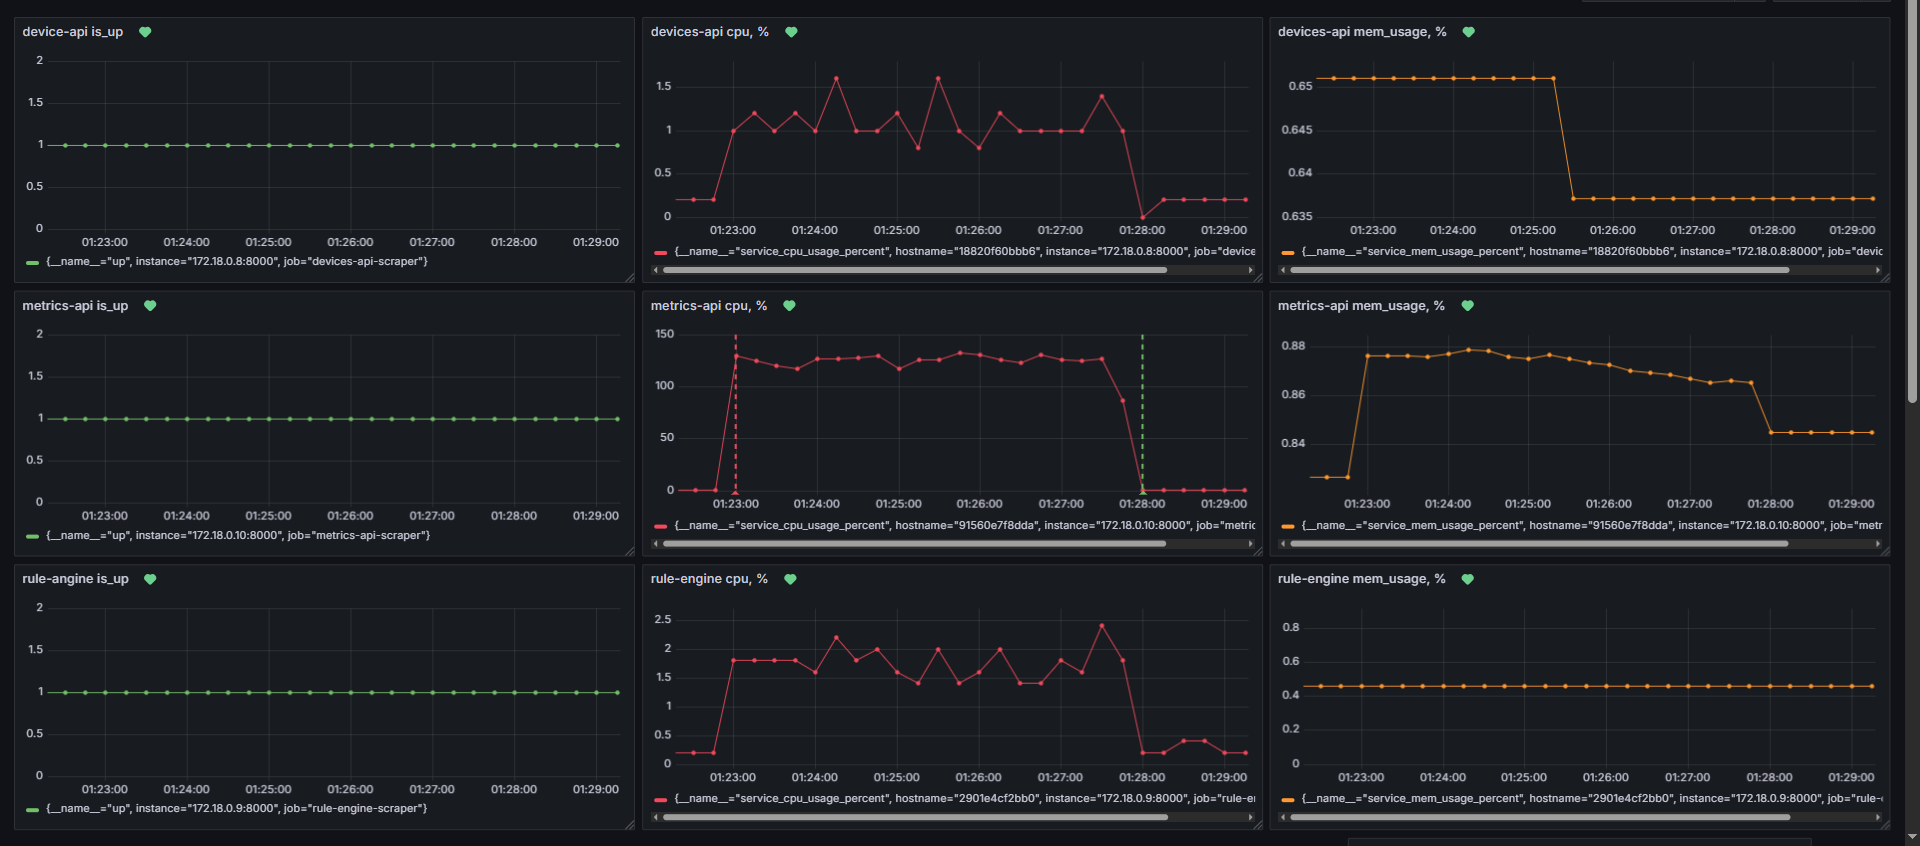 device-api is_up
2
1.5
1
0.5
0
01:23:00 01:24:00 01:25:00 01:26:00 01:27:00 01:28:00 01:29:00
{__name__="up", instance="172.18.0.8:8000", job="devices-api-scraper"}
devices-api cpu, %
1.5
1
0.5
0
01:23:00 01:24:00 01:25:00 01:26:00 01:27:00 01:28:00 01:29:00
{__name__="service_cpu_usage_percent", hostname="18820f60bbb6", instance="172.18.0.8:8000", job="device
devices-api mem_usage, %
0.65
0.645
0.64
0.635
01:23:00 01:24:00 01:25:00 01:26:00 01:27:00 01:28:00 01:29:00
{__name__="service_mem_usage_percent", hostname="18820f60bbb6", instance="172.18.0.8:8000", job="devic
metrics-api is_up
2
1.5
1
0.5
0
01:23:00 01:24:00 01:25:00 01:26:00 01:27:00 01:28:00 01:29:00
{__name__="up", instance="172.18.0.10:8000", job="metrics-api-scraper"}
metrics-api cpu, %
150
100
50
0
01:23:00 01:24:00 01:25:00 01:26:00 01:27:00 01:28:00 01:29:00
{__name__="service_cpu_usage_percent", hostname="91560e7f8dda", instance="172.18.0.10:8000", job="metric
metrics-api mem_usage, %
0.88
0.86
0.84
01:23:00 01:24:00 01:25:00 01:26:00 01:27:00 01:28:00 01:29:00
{__name__="service_mem_usage_percent", hostname="91560e7f8dda", instance="172.18.0.10:8000", job="metr
rule-angine is_up
2
1.5
1
0.5
0
01:23:00 01:24:00 01:25:00 01:26:00 01:27:00 01:28:00 01:29:00
{__name__="up", instance="172.18.0.9:8000", job="rule-engine-scraper"}
rule-engine cpu, %
2.5
2
1.5
1
0.5
0
01:23:00 01:24:00 01:25:00 01:26:00 01:27:00 01:28:00 01:29:00
{__name__="service_cpu_usage_percent", hostname="2901e4cf2bb0", instance="172.18.0.9:8000", job="rule-e
rule-engine mem_usage, %
0.8
0.6
0.4
0.2
0
01:23:00 01:24:00 01:25:00 01:26:00 01:27:00 01:28:00 01:29:00
{__name__="service_mem_usage_percent", hostname="2901e4cf2bb0", instance="172.18.0.9:8000", job="rule-